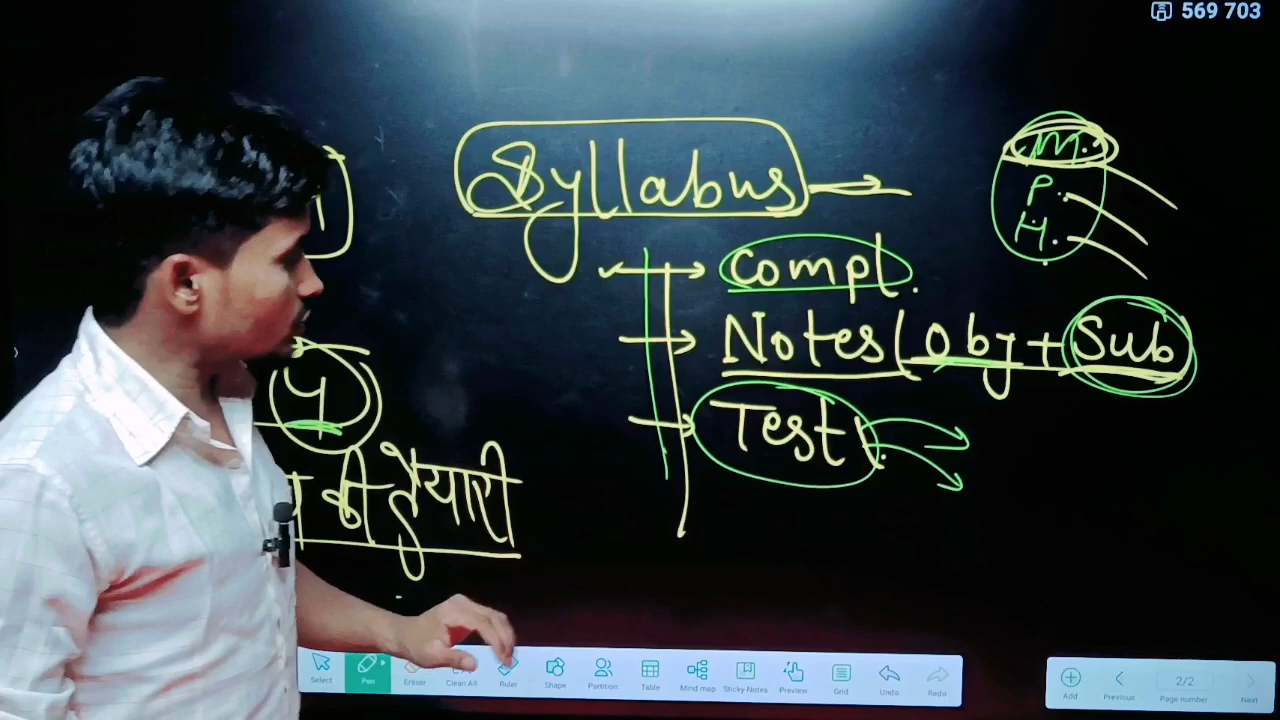 569 703
Syllabus
M.
P.
H.
Compl.
Notes (Obj + Sub
Test
4
की तैयारी
Select
Pen
Eraser
Clean All
Ruler
Shape
Partition
Table
Mind map
Sticky Notes
Preview
Grid
Undo
Redo
Add
Previous
2/2
Page number
Next